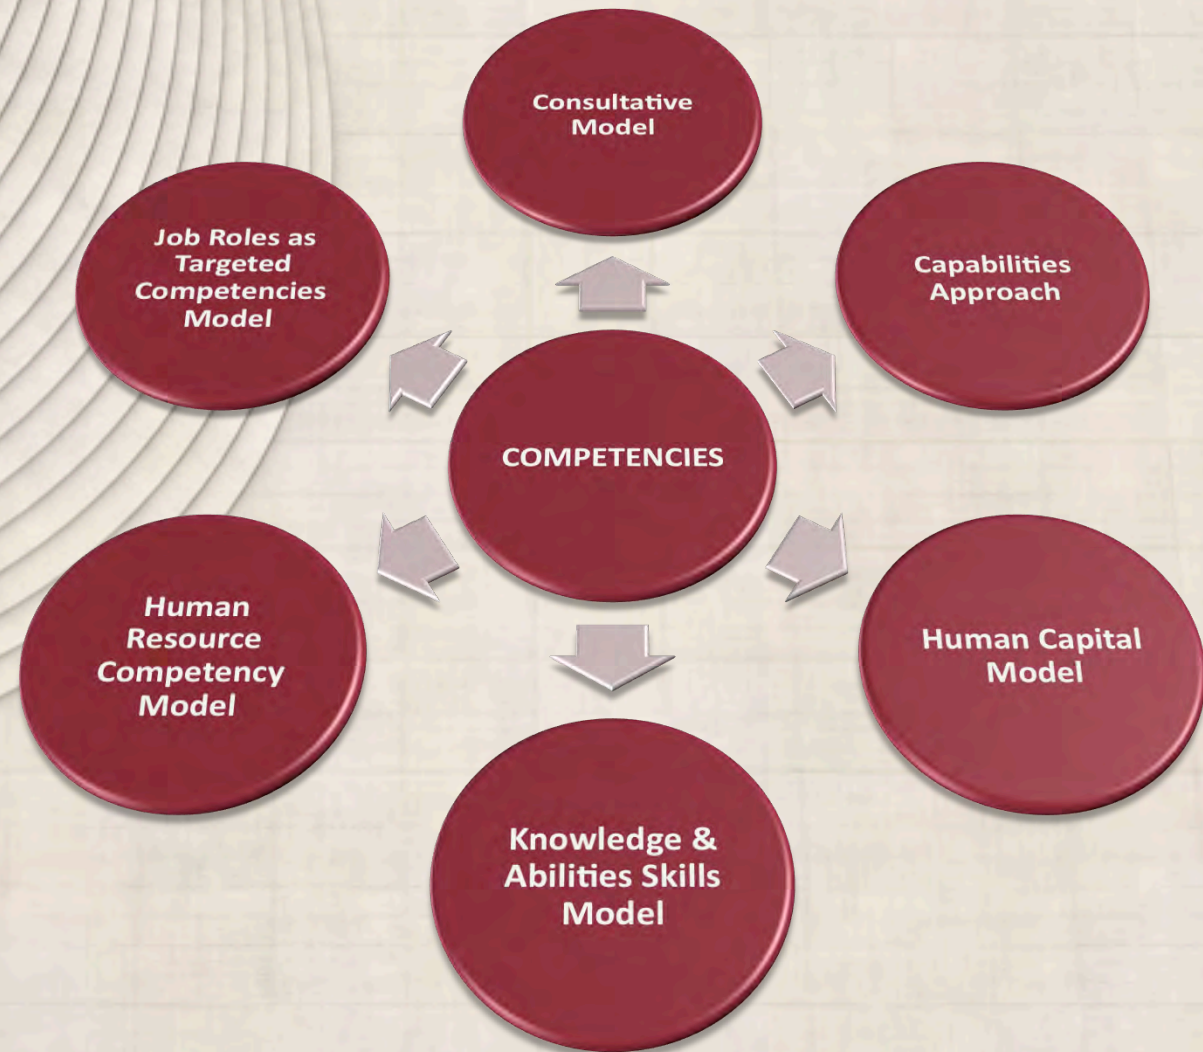 Consultative
Model
Job Roles as
Targeted
Competencies
Model
Capabilities
Approach
COMPETENCIES
Human
Resource
Competency
Model
Human Capital
Model
Knowledge &
Abilities Skills
Model